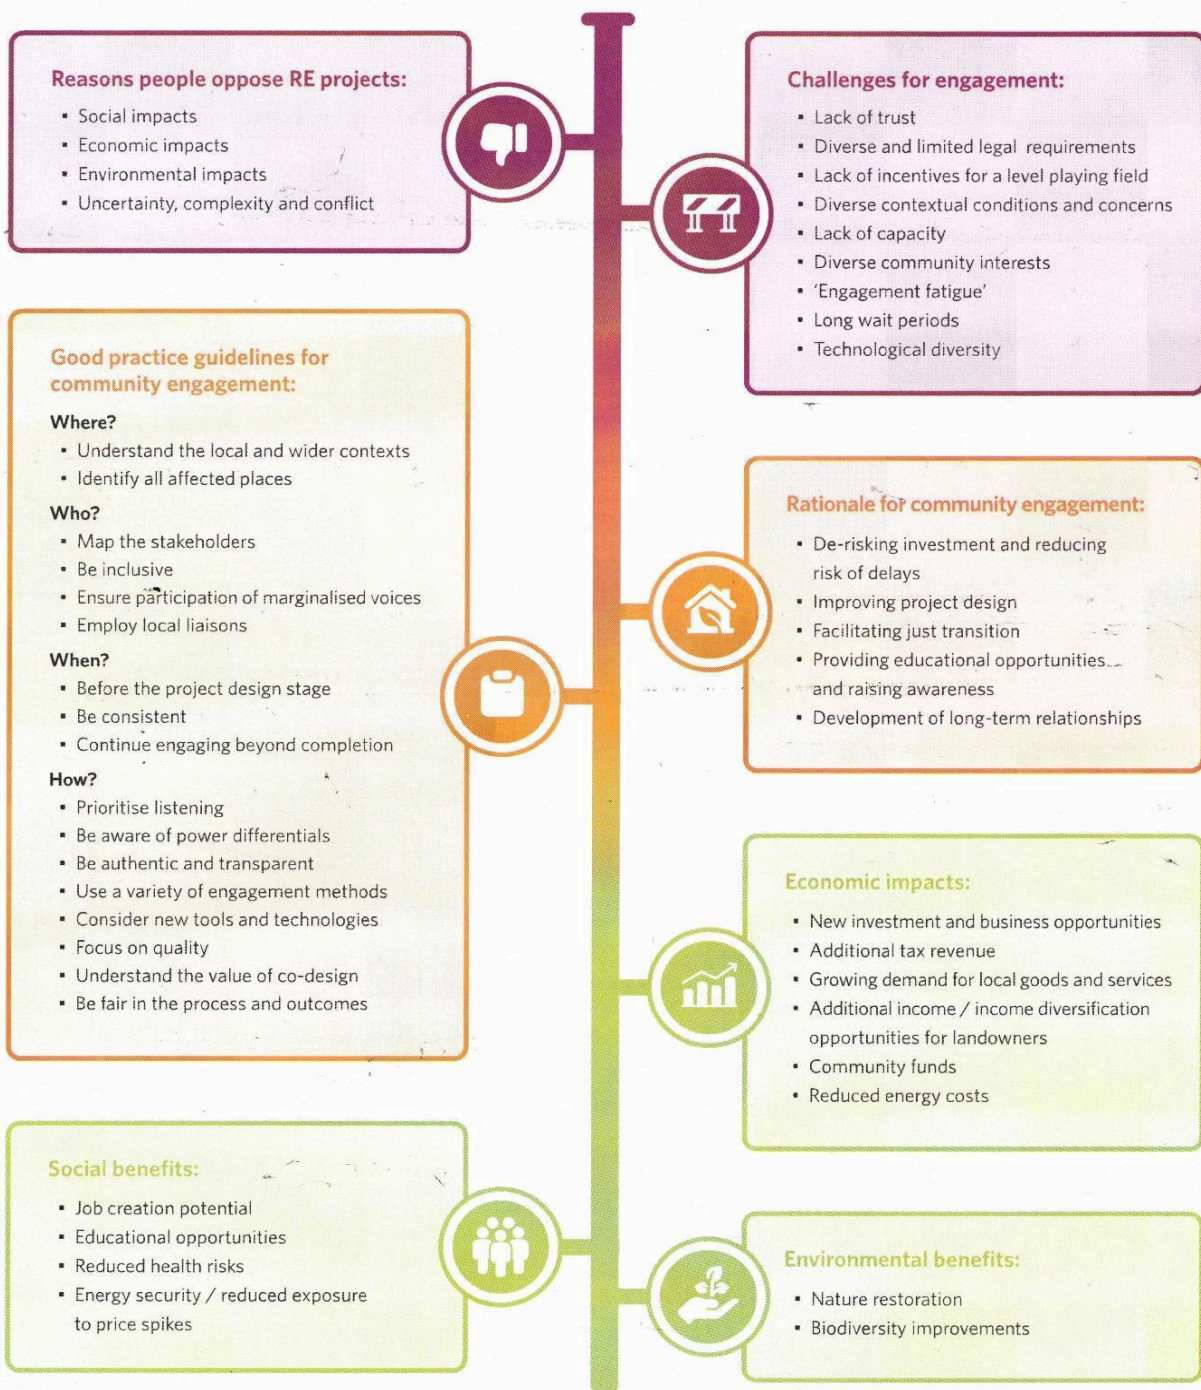 Reasons people oppose RE projects:
▪ Social impacts
▪ Economic impacts
▪ Environmental impacts
▪ Uncertainty, complexity and conflict
Challenges for engagement:
▪ Lack of trust
▪ Diverse and limited legal requirements
▪ Lack of incentives for a level playing field
▪ Diverse contextual conditions and concerns
▪ Lack of capacity
▪ Diverse community interests
▪ ‘Engagement fatigue’
▪ Long wait periods
▪ Technological diversity
Good practice guidelines for
community engagement:
Where?
▪ Understand the local and wider contexts
▪ Identify all affected places
Who?
▪ Map the stakeholders
▪ Be inclusive
▪ Ensure participation of marginalised voices
▪ Employ local liaisons
When?
▪ Before the project design stage
▪ Be consistent
▪ Continue engaging beyond completion
How?
▪ Prioritise listening
▪ Be aware of power differentials
▪ Be authentic and transparent
▪ Use a variety of engagement methods
▪ Consider new tools and technologies
▪ Focus on quality
▪ Understand the value of co-design
▪ Be fair in the process and outcomes
Rationale for community engagement:
▪ De-risking investment and reducing
risk of delays
▪ Improving project design
▪ Facilitating just transition
▪ Providing educational opportunities
and raising awareness
▪ Development of long-term relationships
Economic impacts:
▪ New investment and business opportunities
▪ Additional tax revenue
▪ Growing demand for local goods and services
▪ Additional income / income diversification
opportunities for landowners
▪ Community funds
▪ Reduced energy costs
Social benefits:
▪ Job creation potential
▪ Educational opportunities
▪ Reduced health risks
▪ Energy security / reduced exposure
to price spikes
Environmental benefits:
▪ Nature restoration
▪ Biodiversity improvements